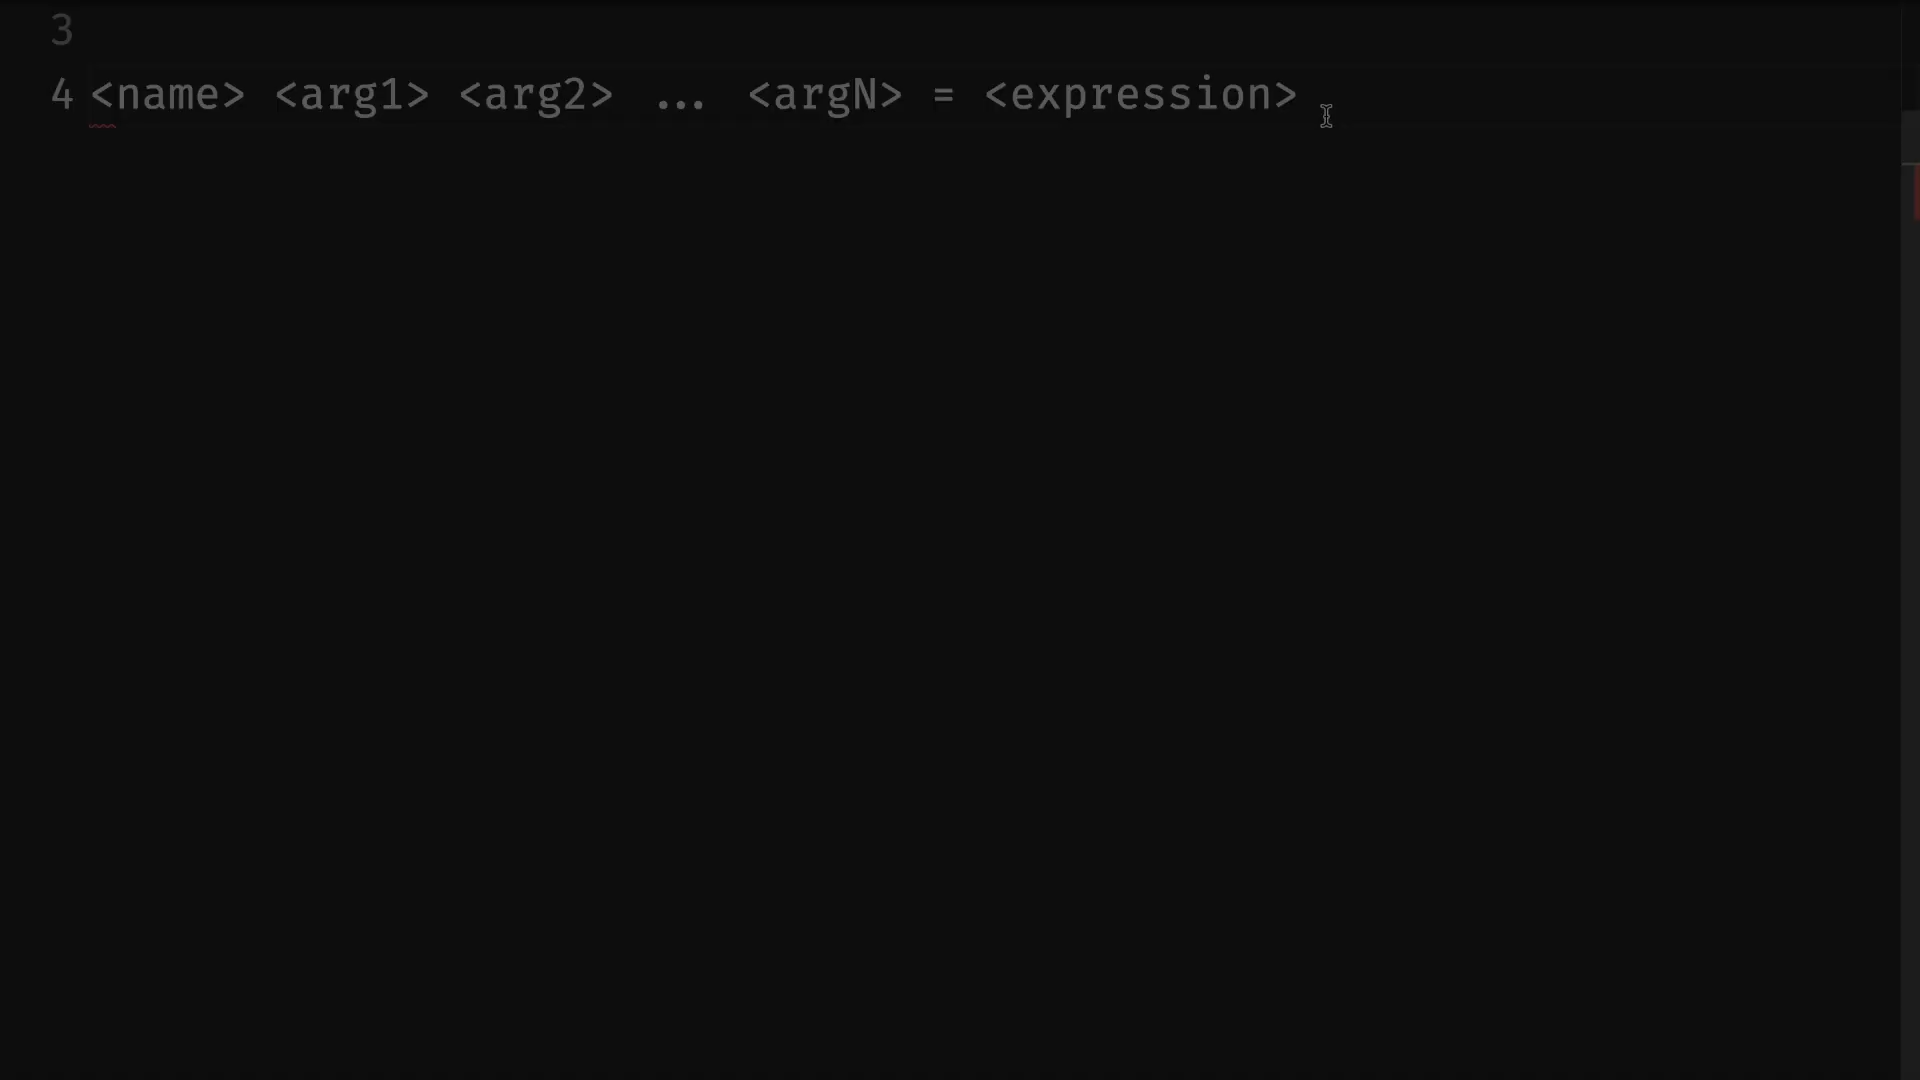 3
4 <name> <arg1> <arg2> ... <argN> = <expression>